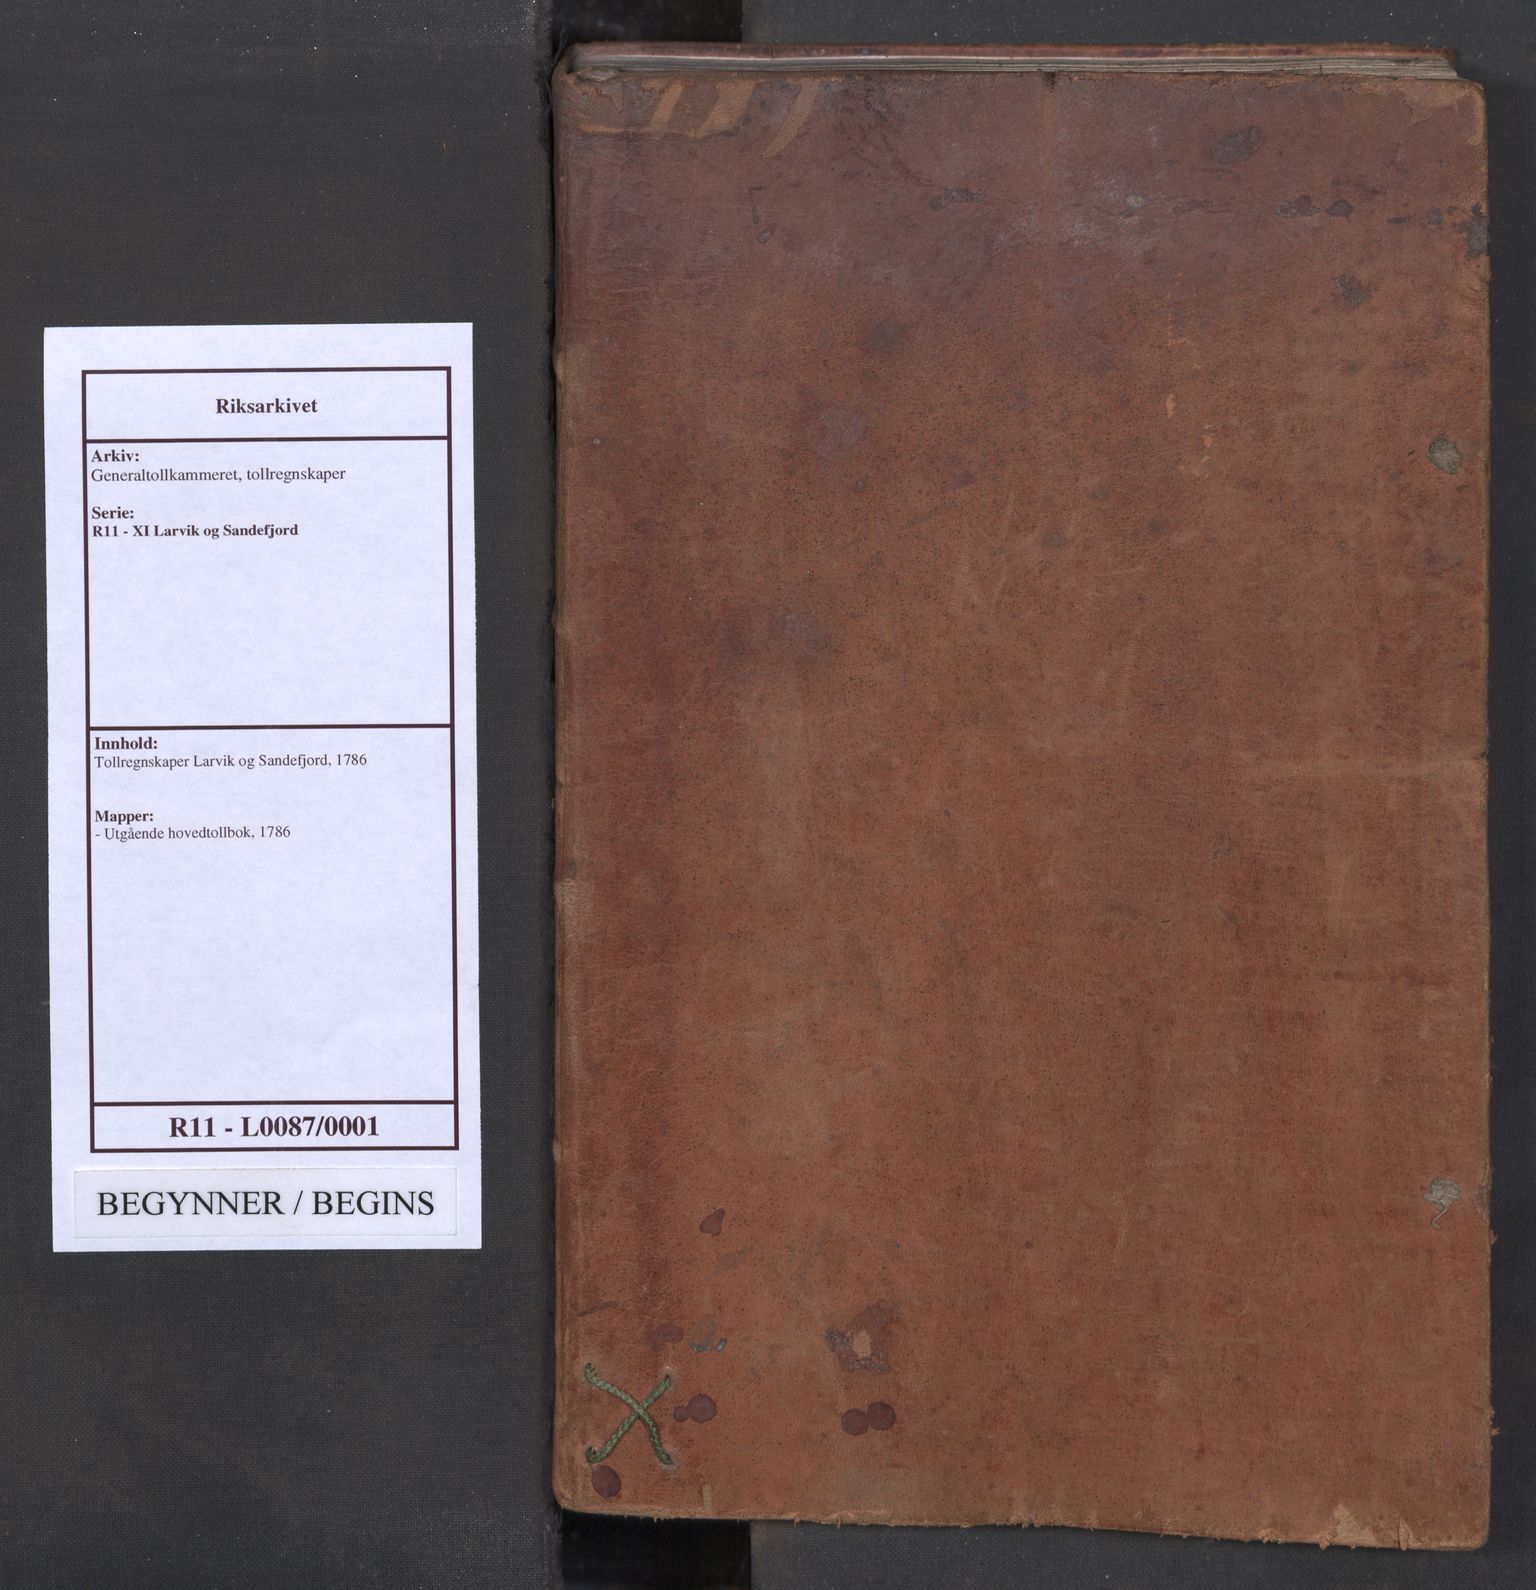 Riksarkivet
Arkiv:
Generaltollkammeret, tollregnskaper
Serie:
R11 - XI Larvik og Sandefjord
Innhold:
Tollregnskaper Larvik og Sandefjord, 1786
Mapper:
- Utgående hovedtollbok, 1786
R11 - L0087/0001
BEGYNNER / BEGINS